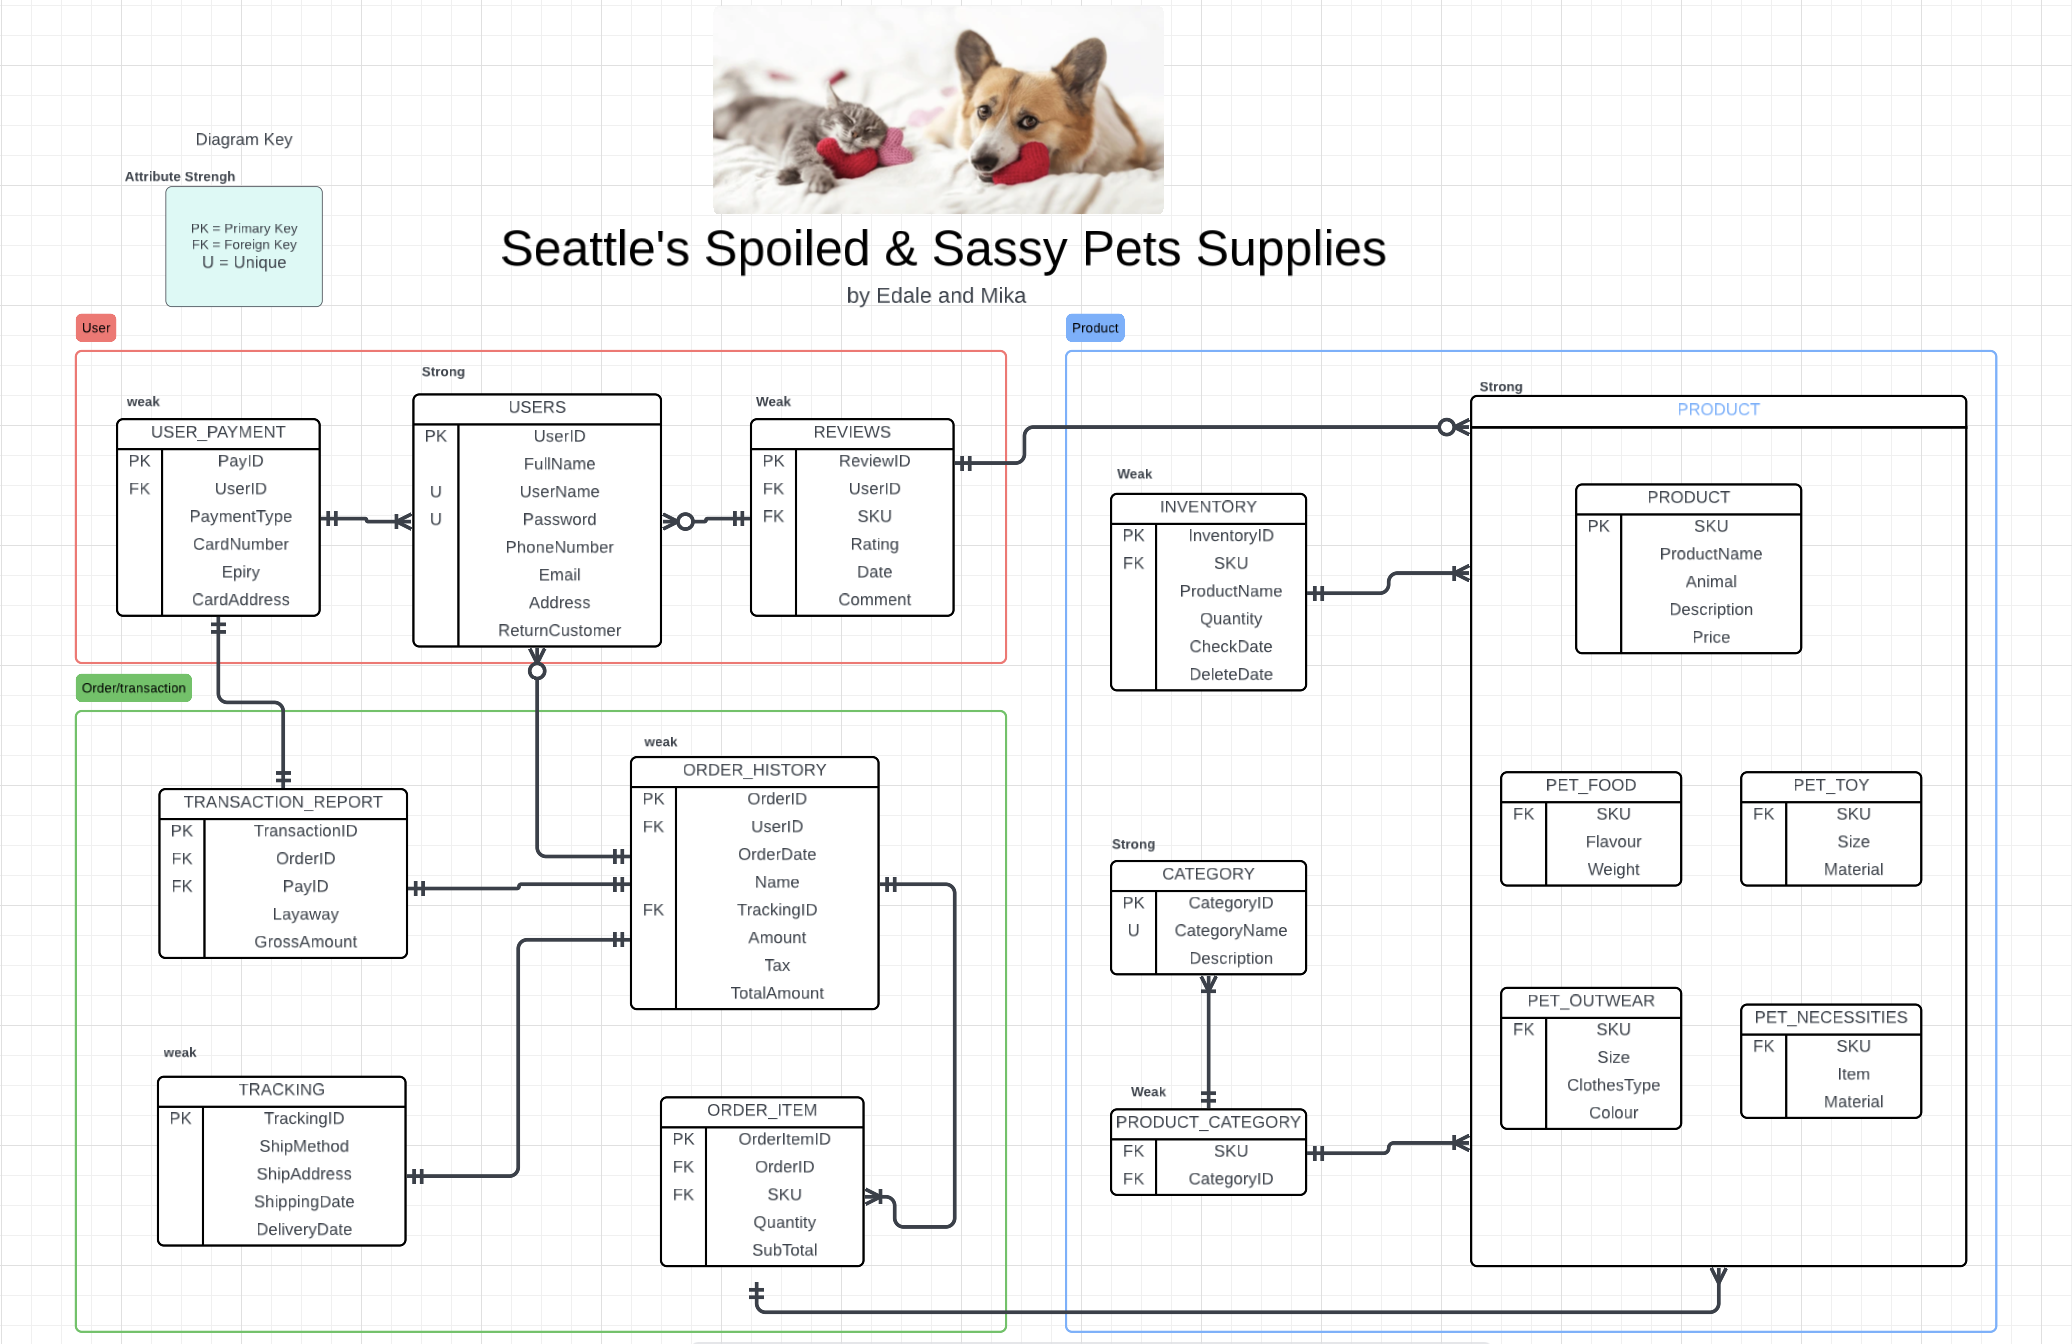 Diagram Key
Attribute Strengh
PK = Primary Key
FK = Foreign Key
U = Unique
Seattle's Spoiled & Sassy Pets Supplies
by Edale and Mika
User
weak
USER_PAYMENT
PK PayID
FK UserID
PaymentType
CardNumber
Epiry
CardAddress
Strong
USERS
PK UserID
FullName
U UserName
U Password
PhoneNumber
Email
Address
ReturnCustomer
Weak
REVIEWS
PK ReviewID
FK UserID
FK SKU
Rating
Date
Comment
Order/transaction
TRANSACTION_REPORT
PK TransactionID
FK OrderID
FK PayID
Layaway
GrossAmount
weak
ORDER_HISTORY
PK OrderID
FK UserID
OrderDate
Name
FK TrackingID
Amount
Tax
TotalAmount
weak
TRACKING
PK TrackingID
ShipMethod
ShipAddress
ShippingDate
DeliveryDate
ORDER_ITEM
PK OrderItemID
FK OrderID
FK SKU
Quantity
SubTotal
Product
Weak
INVENTORY
PK InventoryID
FK SKU
ProductName
Quantity
CheckDate
DeleteDate
Strong
CATEGORY
PK CategoryID
U CategoryName
Description
Weak
PRODUCT_CATEGORY
FK SKU
FK CategoryID
Strong
PRODUCT
PRODUCT
PK SKU
ProductName
Animal
Description
Price
PET_FOOD
FK SKU
Flavour
Weight
PET_TOY
FK SKU
Size
Material
PET_OUTWEAR
FK SKU
Size
ClothesType
Colour
PET_NECESSITIES
FK SKU
Item
Material